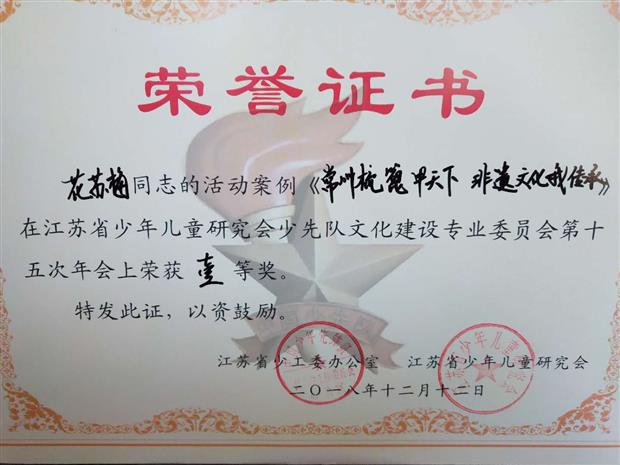 荣誉证书
花苏梅同志的活动案例《常州梳篦甲天下 非遗文化我传承》
在江苏省少年儿童研究会少先队文化建设专业委员会第十
五次年会上荣获 壹 等奖。
特发此证，以资鼓励。
江苏省少工委办公室 江苏省少年儿童研究会
二〇一八年十二月十二日